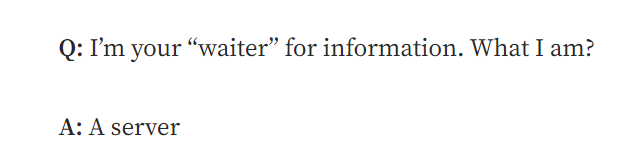 Q: I’m your “waiter” for information. What I am?
A: A server